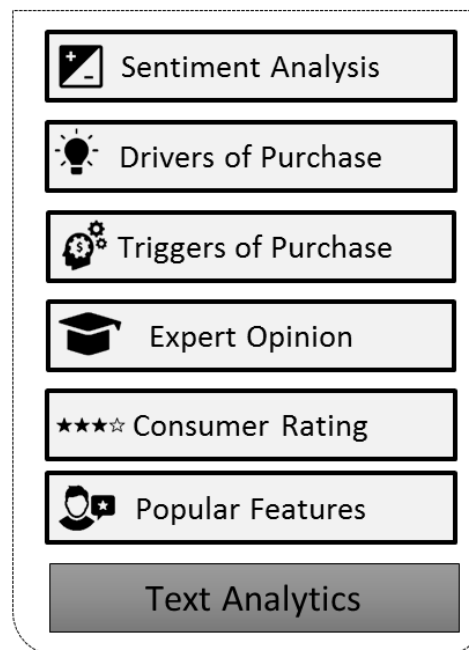 Sentiment Analysis
Drivers of Purchase
Triggers of Purchase
Expert Opinion
Consumer Rating
Popular Features
Text Analytics